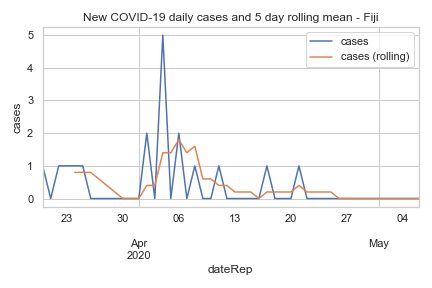 New COVID-19 daily cases and 5 day rolling mean - Fiji
cases
cases (rolling)
5
4
3
2
1
0
cases
23 30 06 13 20 27 04
Apr May
2020
dateRep